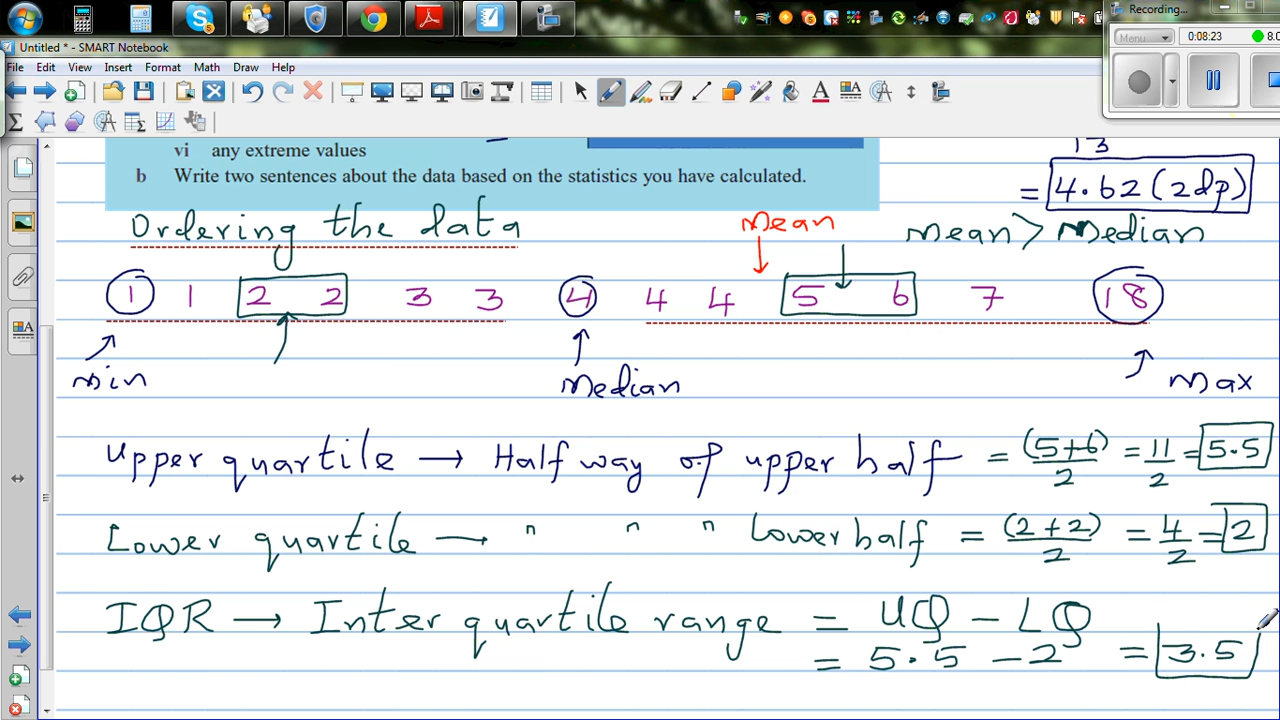 Recording...
Untitled * - SMART Notebook
Menu
0:08:23
8.0
File Edit View Insert Format Math Draw Help
vi any extreme values
13
b Write two sentences about the data based on the statistics you have calculated.
= 4.62 (2dp)
Ordering the data
mean
mean > median
1 1 2 2 3 3 4 4 4 5 6 7 18
min
median
max
Upper quartile → Half way of upper half = (5+6)/2 = 11/2 = 5.5
Lower quartile → " " " lower half = (2+2)/2 = 4/2 = 2
IQR → Inter quartile range = UQ - LQ
= 5.5 - 2 = 3.5